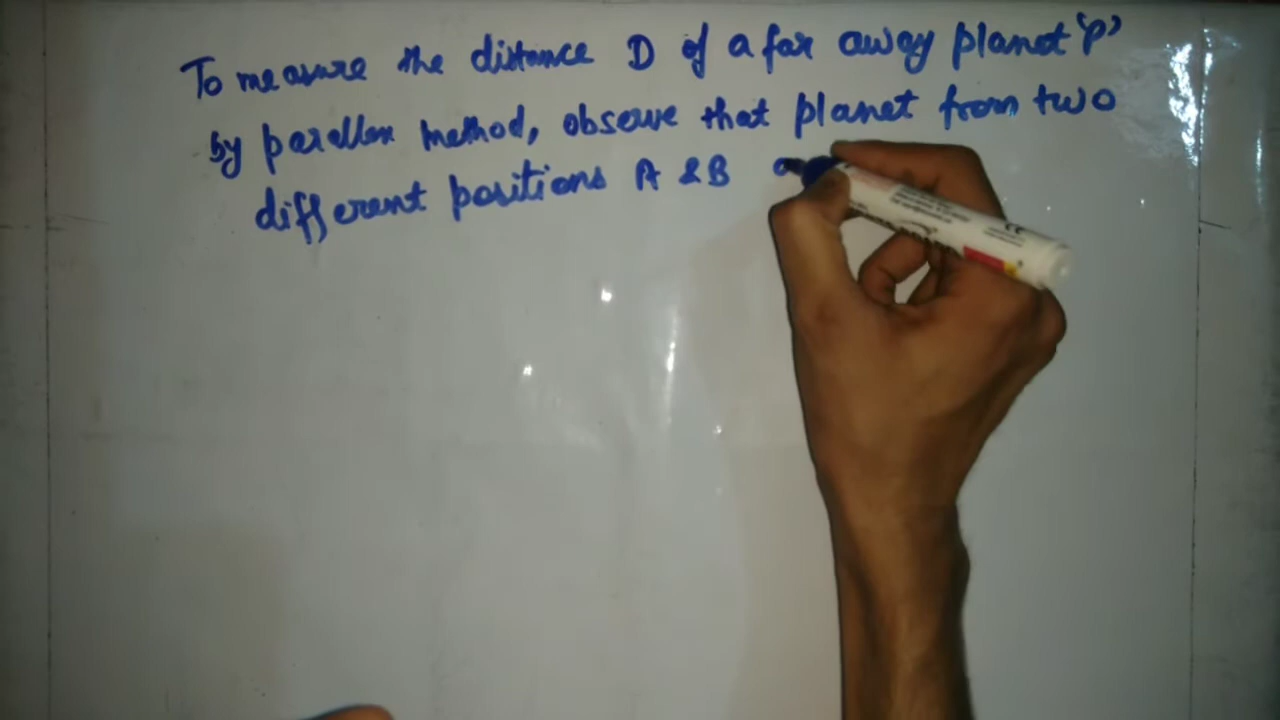 To measure the distance D of a far away planet 'P'
by parallax method, observe that planet from two
different positions A & B